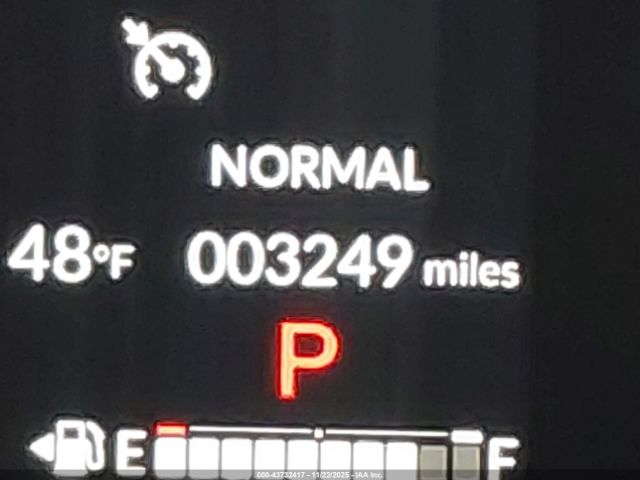 NORMAL
48°F 003249 miles
P
E F
000-43732417 - 11/22/2025 - IAA Inc.